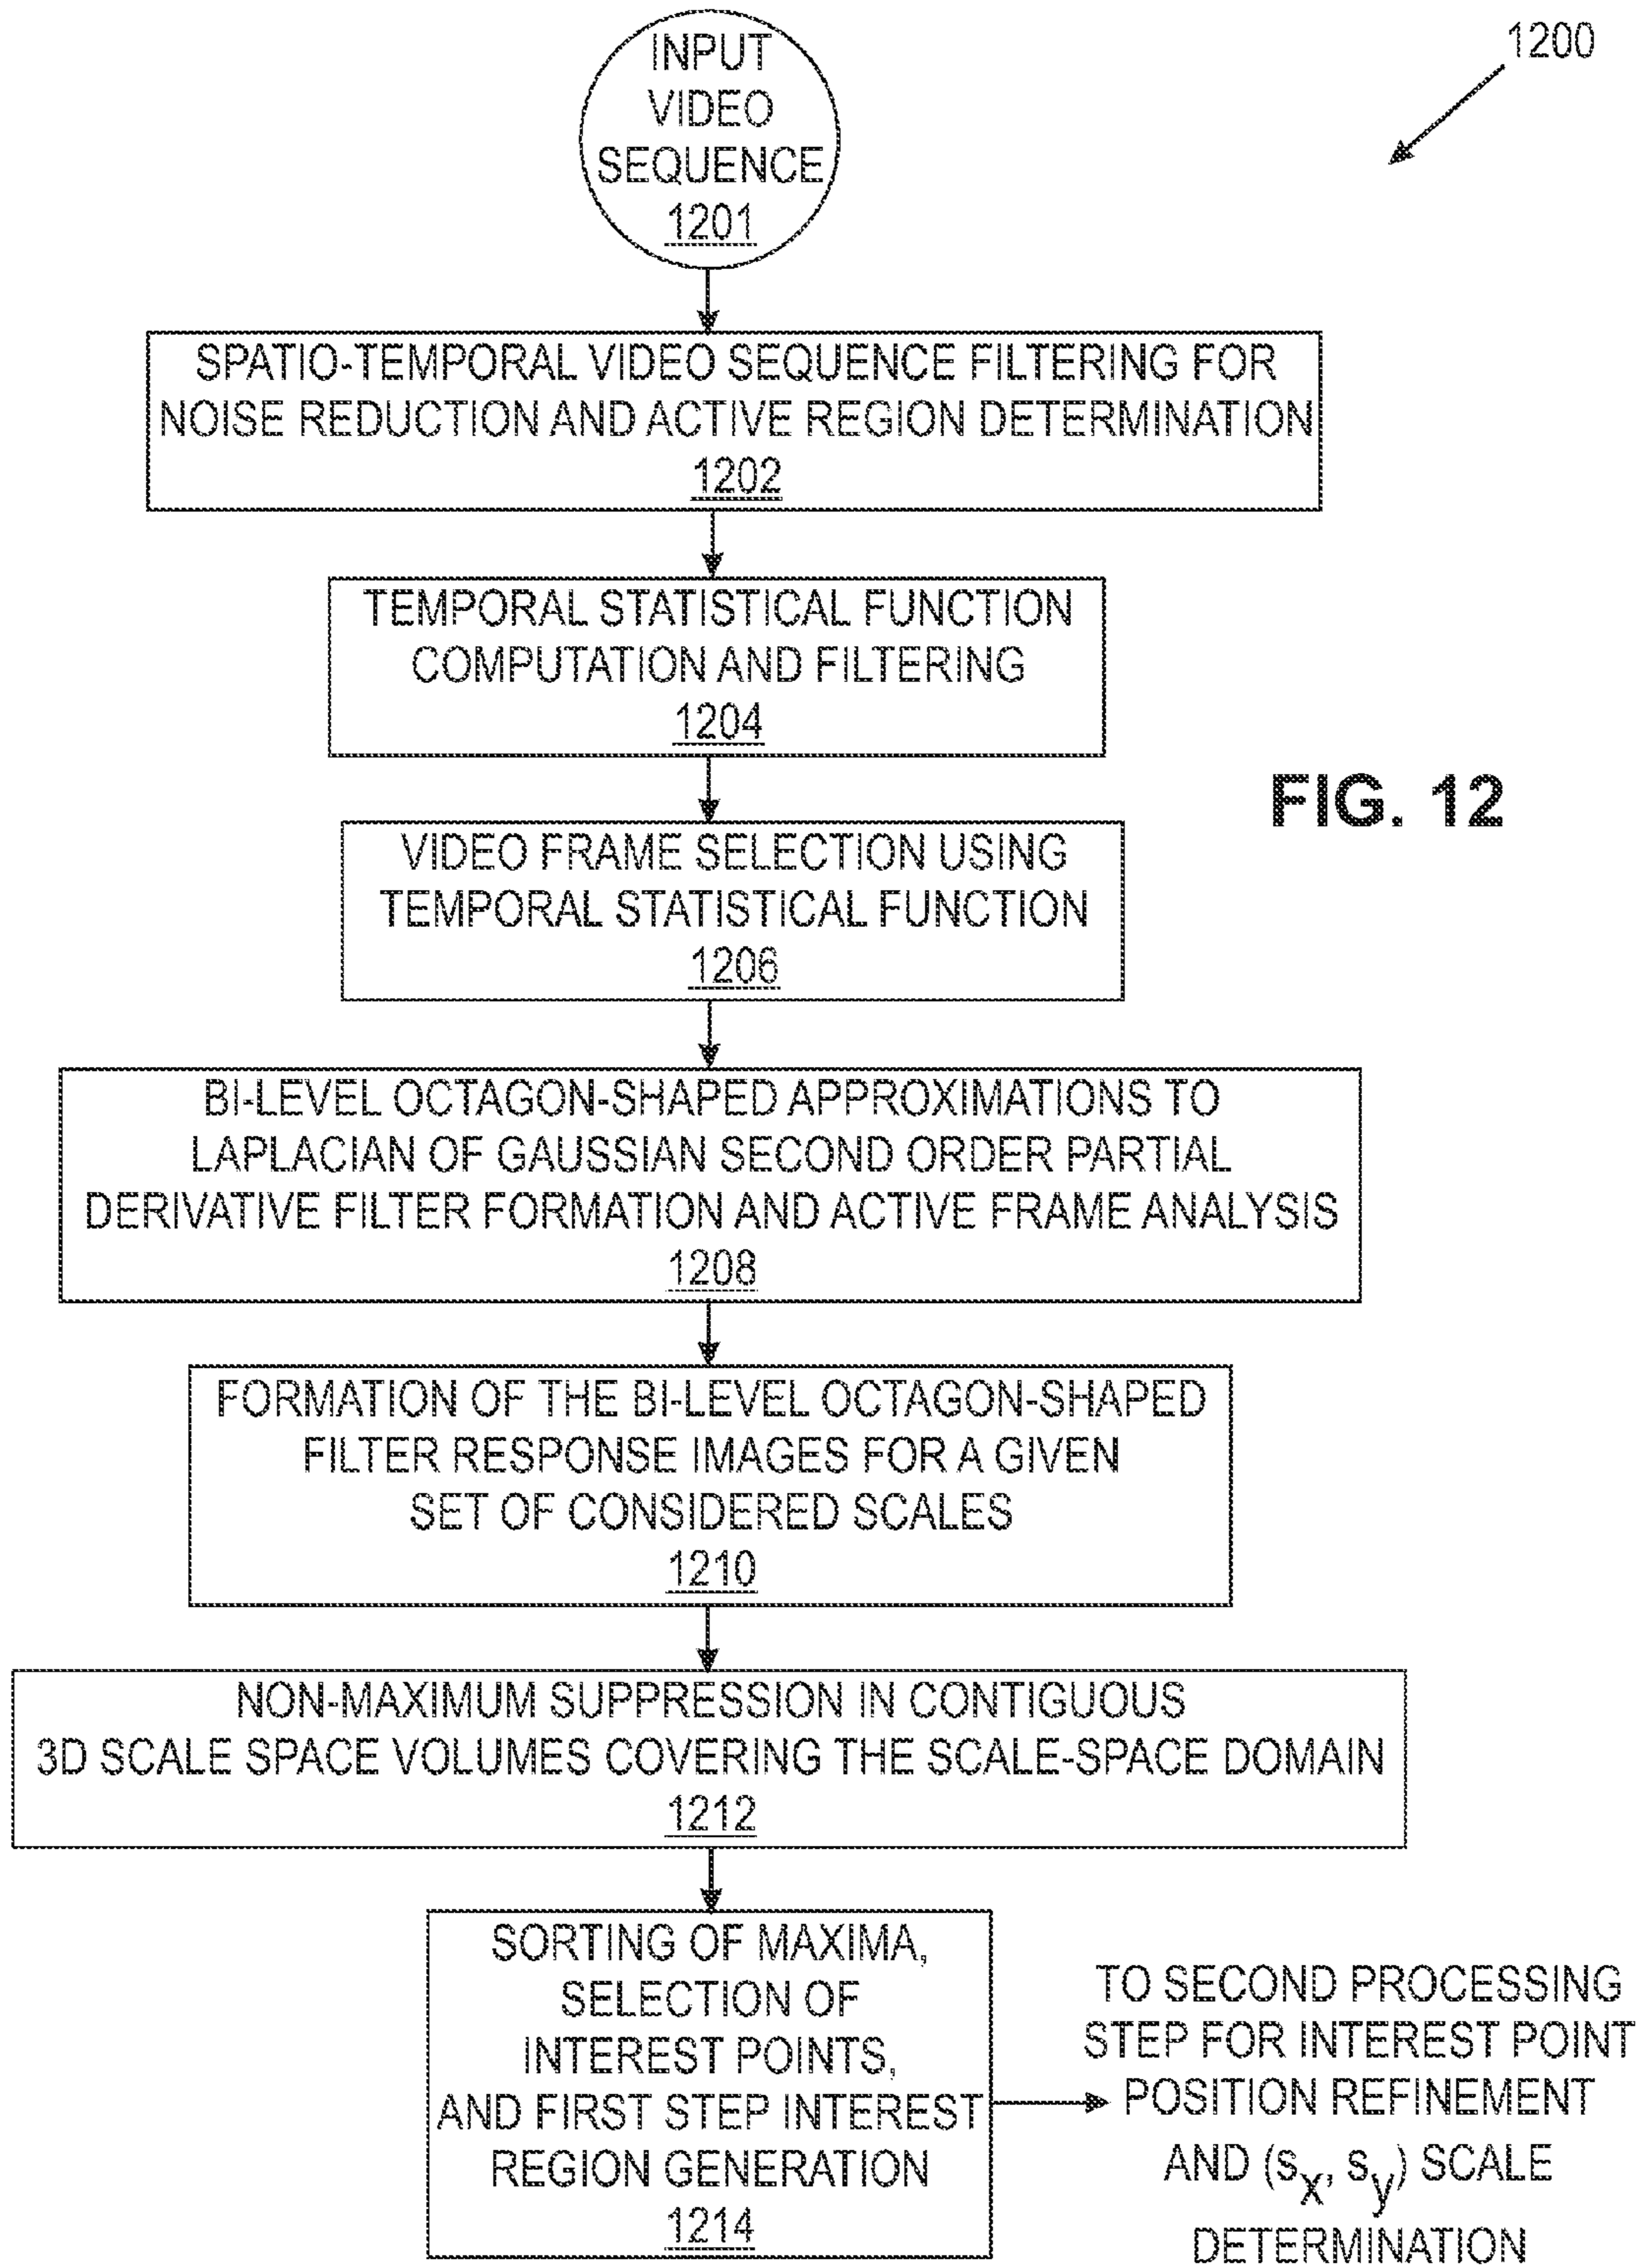 INPUT
VIDEO
SEQUENCE
1201
1200
SPATIO-TEMPORAL VIDEO SEQUENCE FILTERING FOR
NOISE REDUCTION AND ACTIVE REGION DETERMINATION
1202
TEMPORAL STATISTICAL FUNCTION
COMPUTATION AND FILTERING
1204
FIG. 12
VIDEO FRAME SELECTION USING
TEMPORAL STATISTICAL FUNCTION
1206
BI-LEVEL OCTAGON-SHAPED APPROXIMATIONS TO
LAPLACIAN OF GAUSSIAN SECOND ORDER PARTIAL
DERIVATIVE FILTER FORMATION AND ACTIVE FRAME ANALYSIS
1208
FORMATION OF THE BI-LEVEL OCTAGON-SHAPED
FILTER RESPONSE IMAGES FOR A GIVEN
SET OF CONSIDERED SCALES
1210
NON-MAXIMUM SUPPRESSION IN CONTIGUOUS
3D SCALE SPACE VOLUMES COVERING THE SCALE-SPACE DOMAIN
1212
SORTING OF MAXIMA,
SELECTION OF
INTEREST POINTS,
AND FIRST STEP INTEREST
REGION GENERATION
1214
TO SECOND PROCESSING
STEP FOR INTEREST POINT
POSITION REFINEMENT
AND (sx, sy) SCALE
DETERMINATION